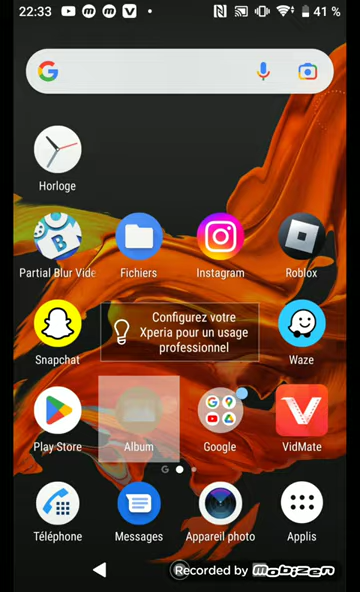 22:33
41 %
Horloge
Partial Blur Vide
Fichiers
Instagram
Roblox
Snapchat
Configurez votre
Xperia pour un usage
professionnel
Waze
Play Store
Album
Google
VidMate
Téléphone
Messages
Appareil photo
Applis
Recorded by mobizen